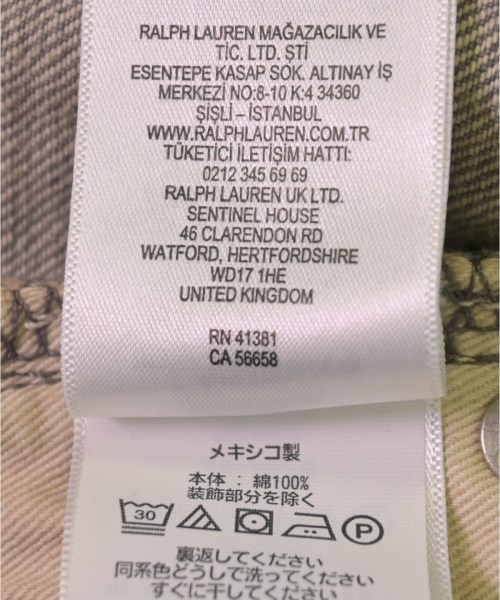 RALPH LAUREN MAĞAZACILIK VE
TİC. LTD. ŞTİ
ESENTEPE KASAP SOK. ALTINAY İŞ
MERKEZİ NO:8-10 K:4 34360
ŞİŞLİ – İSTANBUL
WWW.RALPHLAUREN.COM.TR
TÜKETİCİ İLETİŞİM HATTI:
0212 345 69 69
RALPH LAUREN UK LTD.
SENTINEL HOUSE
46 CLARENDON RD
WATFORD, HERTFORDSHIRE
WD17 1HE
UNITED KINGDOM
RN 41381
CA 56658
メキシコ製
本体 : 綿100%
装飾部分を除く
30 P
裏返してください
同系色どうしで洗ってください
すぐに干してください